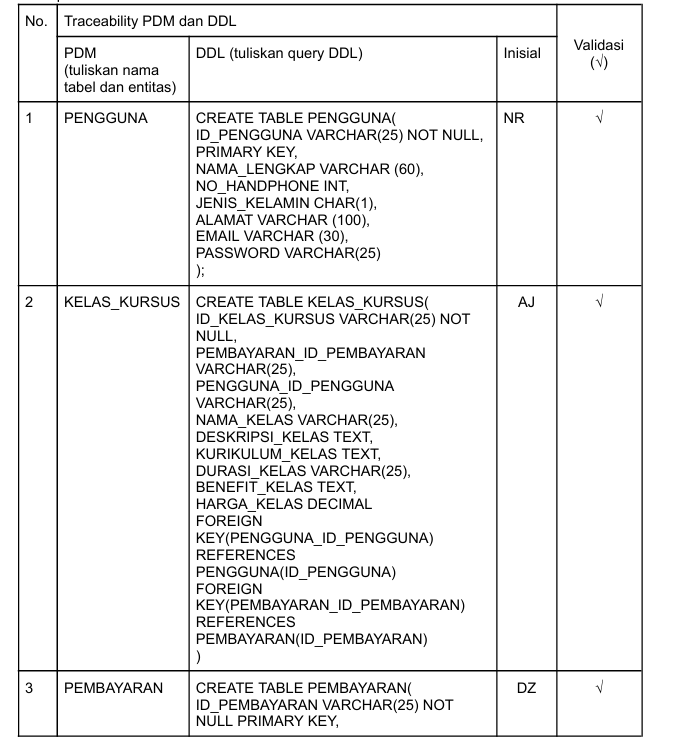 No. Traceability PDM dan DDL
Validasi
(√)
PDM
(tuliskan nama
tabel dan entitas)
DDL (tuliskan query DDL)
Inisial
1
PENGGUNA
CREATE TABLE PENGGUNA(
ID_PENGGUNA VARCHAR(25) NOT NULL,
PRIMARY KEY,
NAMA_LENGKAP VARCHAR (60),
NO_HANDPHONE INT,
JENIS_KELAMIN CHAR(1),
ALAMAT VARCHAR (100),
EMAIL VARCHAR (30),
PASSWORD VARCHAR(25)
);
NR
√
2
KELAS_KURSUS
CREATE TABLE KELAS_KURSUS(
ID_KELAS_KURSUS VARCHAR(25) NOT
NULL,
PEMBAYARAN_ID_PEMBAYARAN
VARCHAR(25),
PENGGUNA_ID_PENGGUNA
VARCHAR(25),
NAMA_KELAS VARCHAR(25),
DESKRIPSI_KELAS TEXT,
KURIKULUM_KELAS TEXT,
DURASI_KELAS VARCHAR(25),
BENEFIT_KELAS TEXT,
HARGA_KELAS DECIMAL
FOREIGN
KEY(PENGGUNA_ID_PENGGUNA)
REFERENCES
PENGGUNA(ID_PENGGUNA)
FOREIGN
KEY(PEMBAYARAN_ID_PEMBAYARAN)
REFERENCES
PEMBAYARAN(ID_PEMBAYARAN)
)
AJ
√
3
PEMBAYARAN
CREATE TABLE PEMBAYARAN(
ID_PEMBAYARAN VARCHAR(25) NOT
NULL PRIMARY KEY,
DZ
√